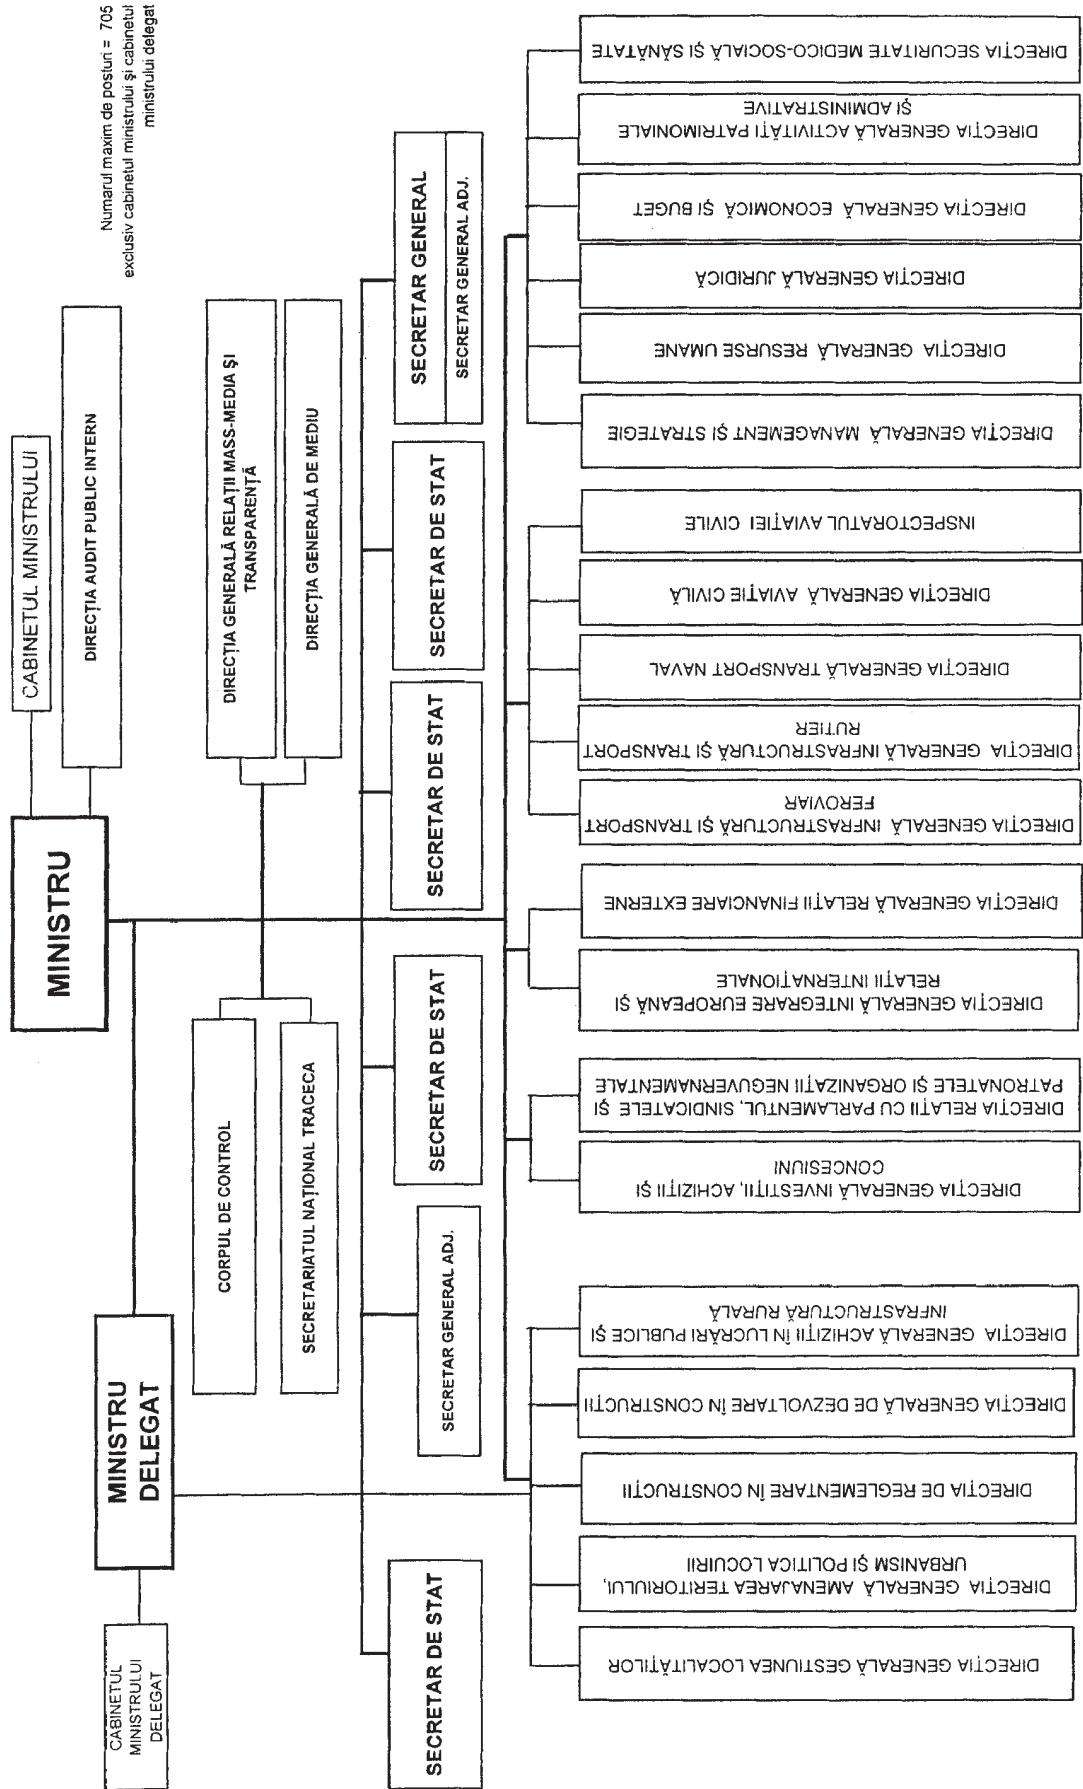 Numarul maxim de posturi = 705
exclusiv cabinetul ministrului și cabinetul
ministrului delegat
CABINETUL MINISTRULUI
MINISTRU
DIRECȚIA AUDIT PUBLIC INTERN
MINISTRU
DELEGAT
CABINETUL
MINISTRULUI
DELEGAT
CORPUL DE CONTROL
SECRETARIATUL NAȚIONAL TRACECA
DIRECȚIA GENERALĂ RELAȚII MASS-MEDIA ȘI
TRANSPARENȚĂ
DIRECȚIA GENERALĂ DE MEDIU
SECRETAR DE STAT
SECRETAR GENERAL ADJ.
SECRETAR DE STAT
SECRETAR DE STAT
SECRETAR DE STAT
SECRETAR GENERAL
SECRETAR GENERAL ADJ.
DIRECȚIA GENERALĂ GESTIUNEA LOCALITĂȚILOR
DIRECȚIA GENERALĂ AMENAJAREA TERITORIULUI,
URBANISM ȘI POLITICA LOCUIRII
DIRECȚIA DE REGLEMENTARE ÎN CONSTRUCȚII
DIRECȚIA GENERALĂ DE DEZVOLTARE ÎN CONSTRUCȚII
DIRECȚIA GENERALĂ ACHIZIȚII ÎN LUCRĂRI PUBLICE ȘI
INFRASTRUCTURĂ RURALĂ
DIRECȚIA GENERALĂ INVESTIȚII, ACHIZIȚII ȘI
CONCESIUNI
DIRECȚIA RELAȚII CU PARLAMENTUL, SINDICATELE ȘI
PATRONATELE ȘI ORGANIZAȚII NEGUVERNAMENTALE
DIRECȚIA GENERALĂ INTEGRARE EUROPEANĂ ȘI
RELAȚII INTERNAȚIONALE
DIRECȚIA GENERALĂ RELAȚII FINANCIARE EXTERNE
DIRECȚIA GENERALĂ INFRASTRUCTURĂ ȘI TRANSPORT
FEROVIAR
DIRECȚIA GENERALĂ INFRASTRUCTURĂ ȘI TRANSPORT
RUTIER
DIRECȚIA GENERALĂ TRANSPORT NAVAL
DIRECȚIA GENERALĂ AVIAȚIE CIVILĂ
INSPECTORATUL AVIAȚIEI CIVILE
DIRECȚIA GENERALĂ MANAGEMENT ȘI STRATEGIE
DIRECȚIA GENERALĂ RESURSE UMANE
DIRECȚIA GENERALĂ JURIDICĂ
DIRECȚIA GENERALĂ ECONOMICĂ ȘI BUGET
DIRECȚIA GENERALĂ ACTIVITĂȚI PATRIMONIALE
ȘI ADMINISTRATIVE
DIRECȚIA SECURITATE MEDICO-SOCIALĂ ȘI SĂNĂTATE